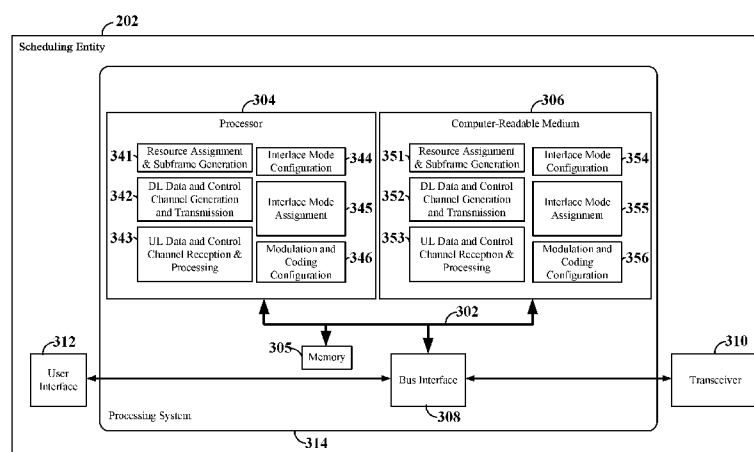 202
Scheduling Entity
304
306
Processor
Computer-Readable Medium
341
Resource Assignment
& Subframe Generation
Interface Mode
Configuration
344
342
DL Data and Control
Channel Generation
and Transmission
Interface Mode
Assignment
345
343
UL Data and Control
Channel Reception &
Processing
Modulation and
Coding
Configuration
346
351
Resource Assignment
& Subframe Generation
Interface Mode
Configuration
354
352
DL Data and Control
Channel Generation
and Transmission
Interface Mode
Assignment
355
353
UL Data and Control
Channel Reception &
Processing
Modulation and
Coding
Configuration
356
302
312
305
Memory
310
User
Interface
Bus Interface
Transceiver
308
Processing System
314